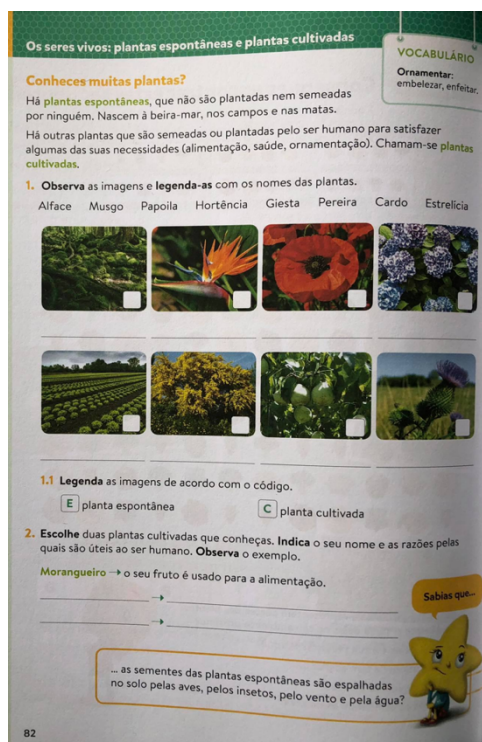 Os seres vivos: plantas espontâneas e plantas cultivadas
VOCABULÁRIO
Ornamentar:
embelezar, enfeitar.
Conheces muitas plantas?
Há plantas espontâneas, que não são plantadas nem semeadas
por ninguém. Nascem à beira-mar, nos campos e nas matas.
Há outras plantas que são semeadas ou plantadas pelo ser humano para satisfazer
algumas das suas necessidades (alimentação, saúde, ornamentação). Chamam-se plantas
cultivadas.
1. Observa as imagens e legenda-as com os nomes das plantas.
Alface Musgo Papoila Hortência Giesta Pereira Cardo Estrelícia
1.1 Legenda as imagens de acordo com o código.
E planta espontânea C planta cultivada
2. Escolhe duas plantas cultivadas que conheças. Indica o seu nome e as razões pelas
quais são úteis ao ser humano. Observa o exemplo.
Morangueiro → o seu fruto é usado para a alimentação.
→
→
Sabias que...
... as sementes das plantas espontâneas são espalhadas
no solo pelas aves, pelos insetos, pelo vento e pela água?
82